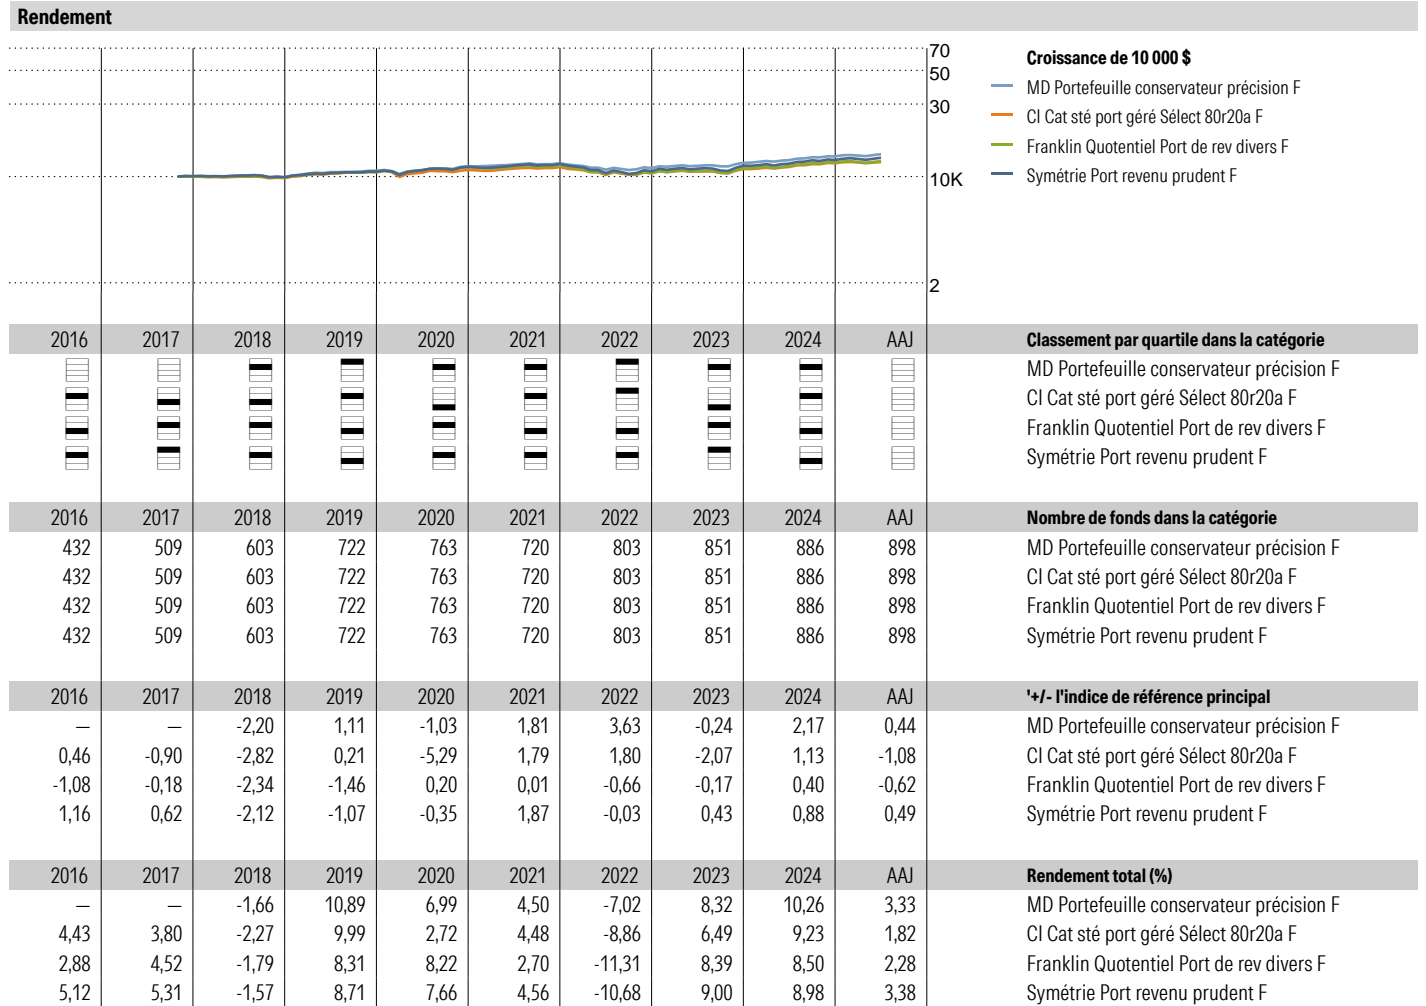 Rendement
70
50
30
10K
2
Croissance de 10 000 $
MD Portefeuille conservateur précision F
CI Cat sté port géré Sélect 80r20a F
Franklin Quotentiel Port de rev divers F
Symétrie Port revenu prudent F
2016 2017 2018 2019 2020 2021 2022 2023 2024 AAJ Classement par quartile dans la catégorie
MD Portefeuille conservateur précision F
CI Cat sté port géré Sélect 80r20a F
Franklin Quotentiel Port de rev divers F
Symétrie Port revenu prudent F
2016 2017 2018 2019 2020 2021 2022 2023 2024 AAJ Nombre de fonds dans la catégorie
432 509 603 722 763 720 803 851 886 898 MD Portefeuille conservateur précision F
432 509 603 722 763 720 803 851 886 898 CI Cat sté port géré Sélect 80r20a F
432 509 603 722 763 720 803 851 886 898 Franklin Quotentiel Port de rev divers F
432 509 603 722 763 720 803 851 886 898 Symétrie Port revenu prudent F
2016 2017 2018 2019 2020 2021 2022 2023 2024 AAJ '+/- l'indice de référence principal
— — -2,20 1,11 -1,03 1,81 3,63 -0,24 2,17 0,44 MD Portefeuille conservateur précision F
0,46 -0,90 -2,82 0,21 -5,29 1,79 1,80 -2,07 1,13 -1,08 CI Cat sté port géré Sélect 80r20a F
-1,08 -0,18 -2,34 -1,46 0,20 0,01 -0,66 -0,17 0,40 -0,62 Franklin Quotentiel Port de rev divers F
1,16 0,62 -2,12 -1,07 -0,35 1,87 -0,03 0,43 0,88 0,49 Symétrie Port revenu prudent F
2016 2017 2018 2019 2020 2021 2022 2023 2024 AAJ Rendement total (%)
— — -1,66 10,89 6,99 4,50 -7,02 8,32 10,26 3,33 MD Portefeuille conservateur précision F
4,43 3,80 -2,27 9,99 2,72 4,48 -8,86 6,49 9,23 1,82 CI Cat sté port géré Sélect 80r20a F
2,88 4,52 -1,79 8,31 8,22 2,70 -11,31 8,39 8,50 2,28 Franklin Quotentiel Port de rev divers F
5,12 5,31 -1,57 8,71 7,66 4,56 -10,68 9,00 8,98 3,38 Symétrie Port revenu prudent F